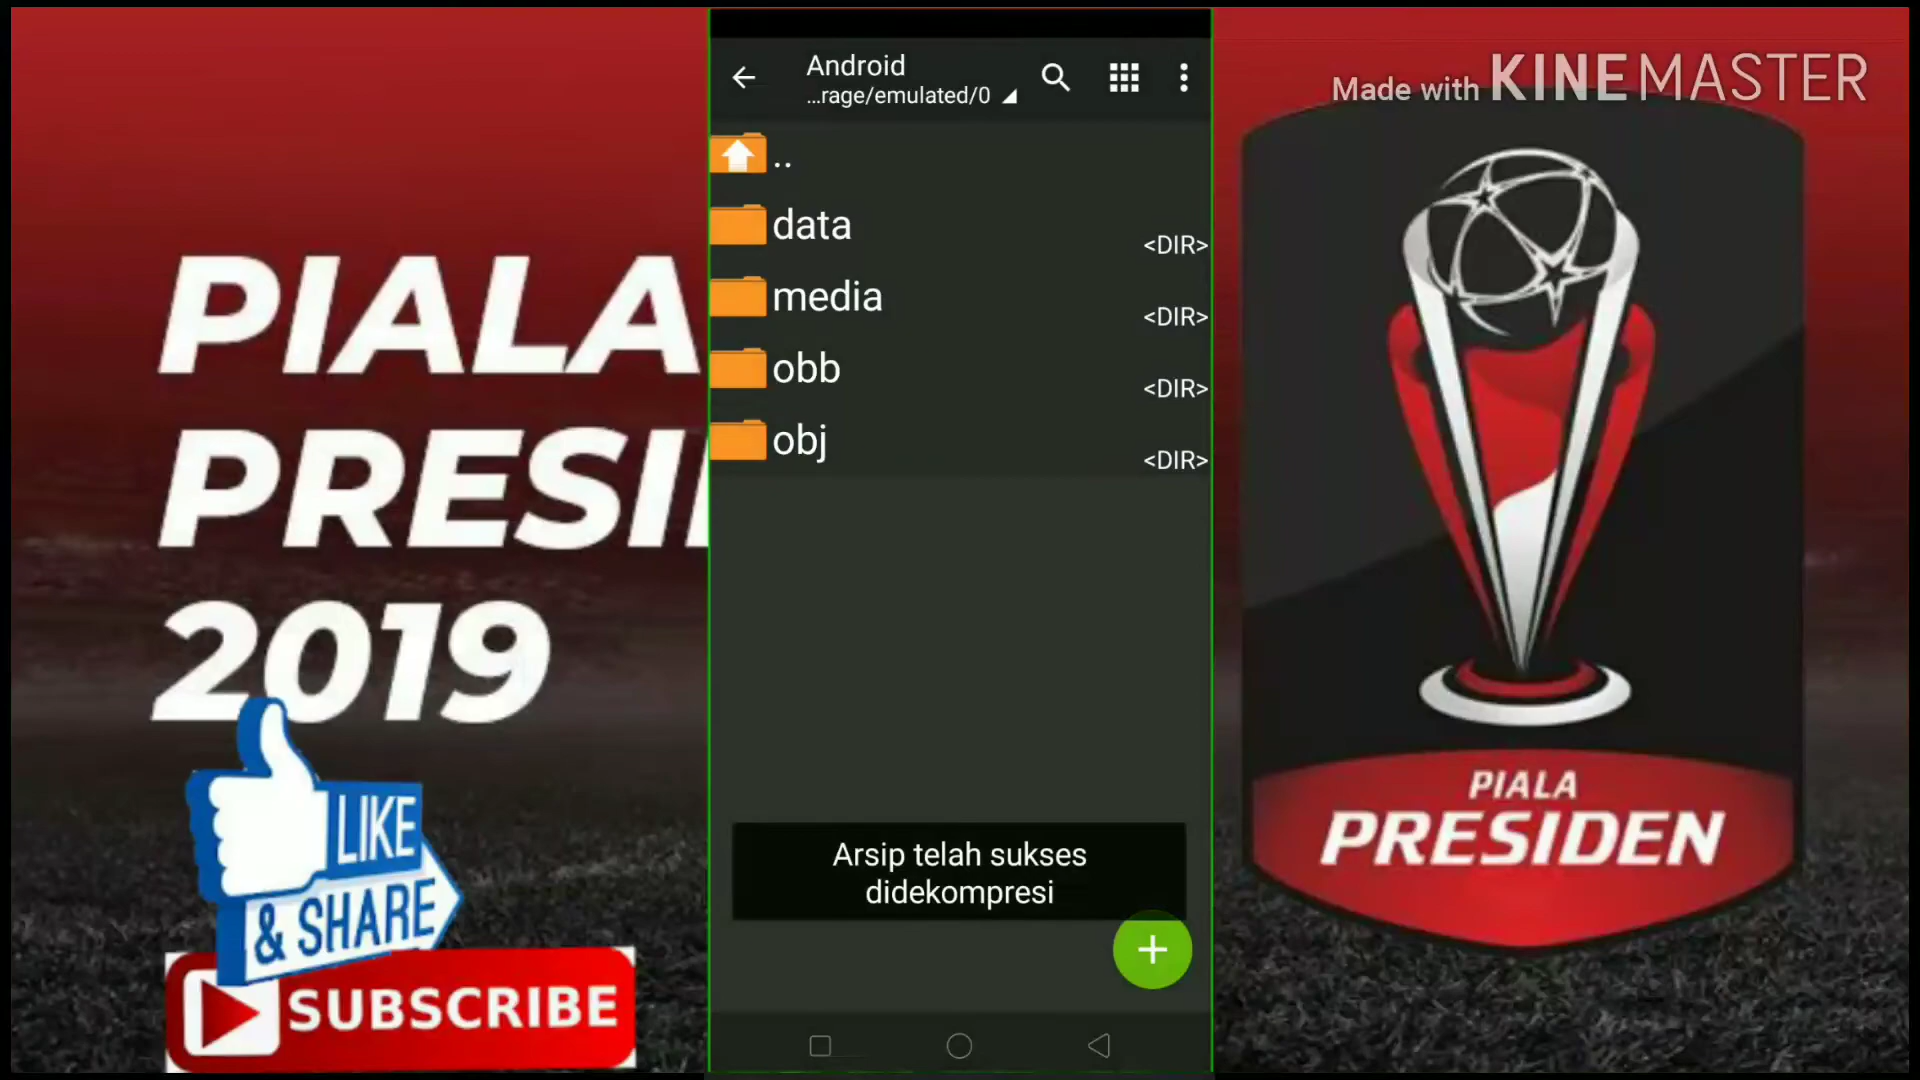 PIALA
PRESI
2019
LIKE
& SHARE
SUBSCRIBE
Android
...rage/emulated/0
..
data
<DIR>
media
<DIR>
obb
<DIR>
obj
<DIR>
Arsip telah sukses
didekompresi
+
Made with KINEMASTER
PIALA
PRESIDEN